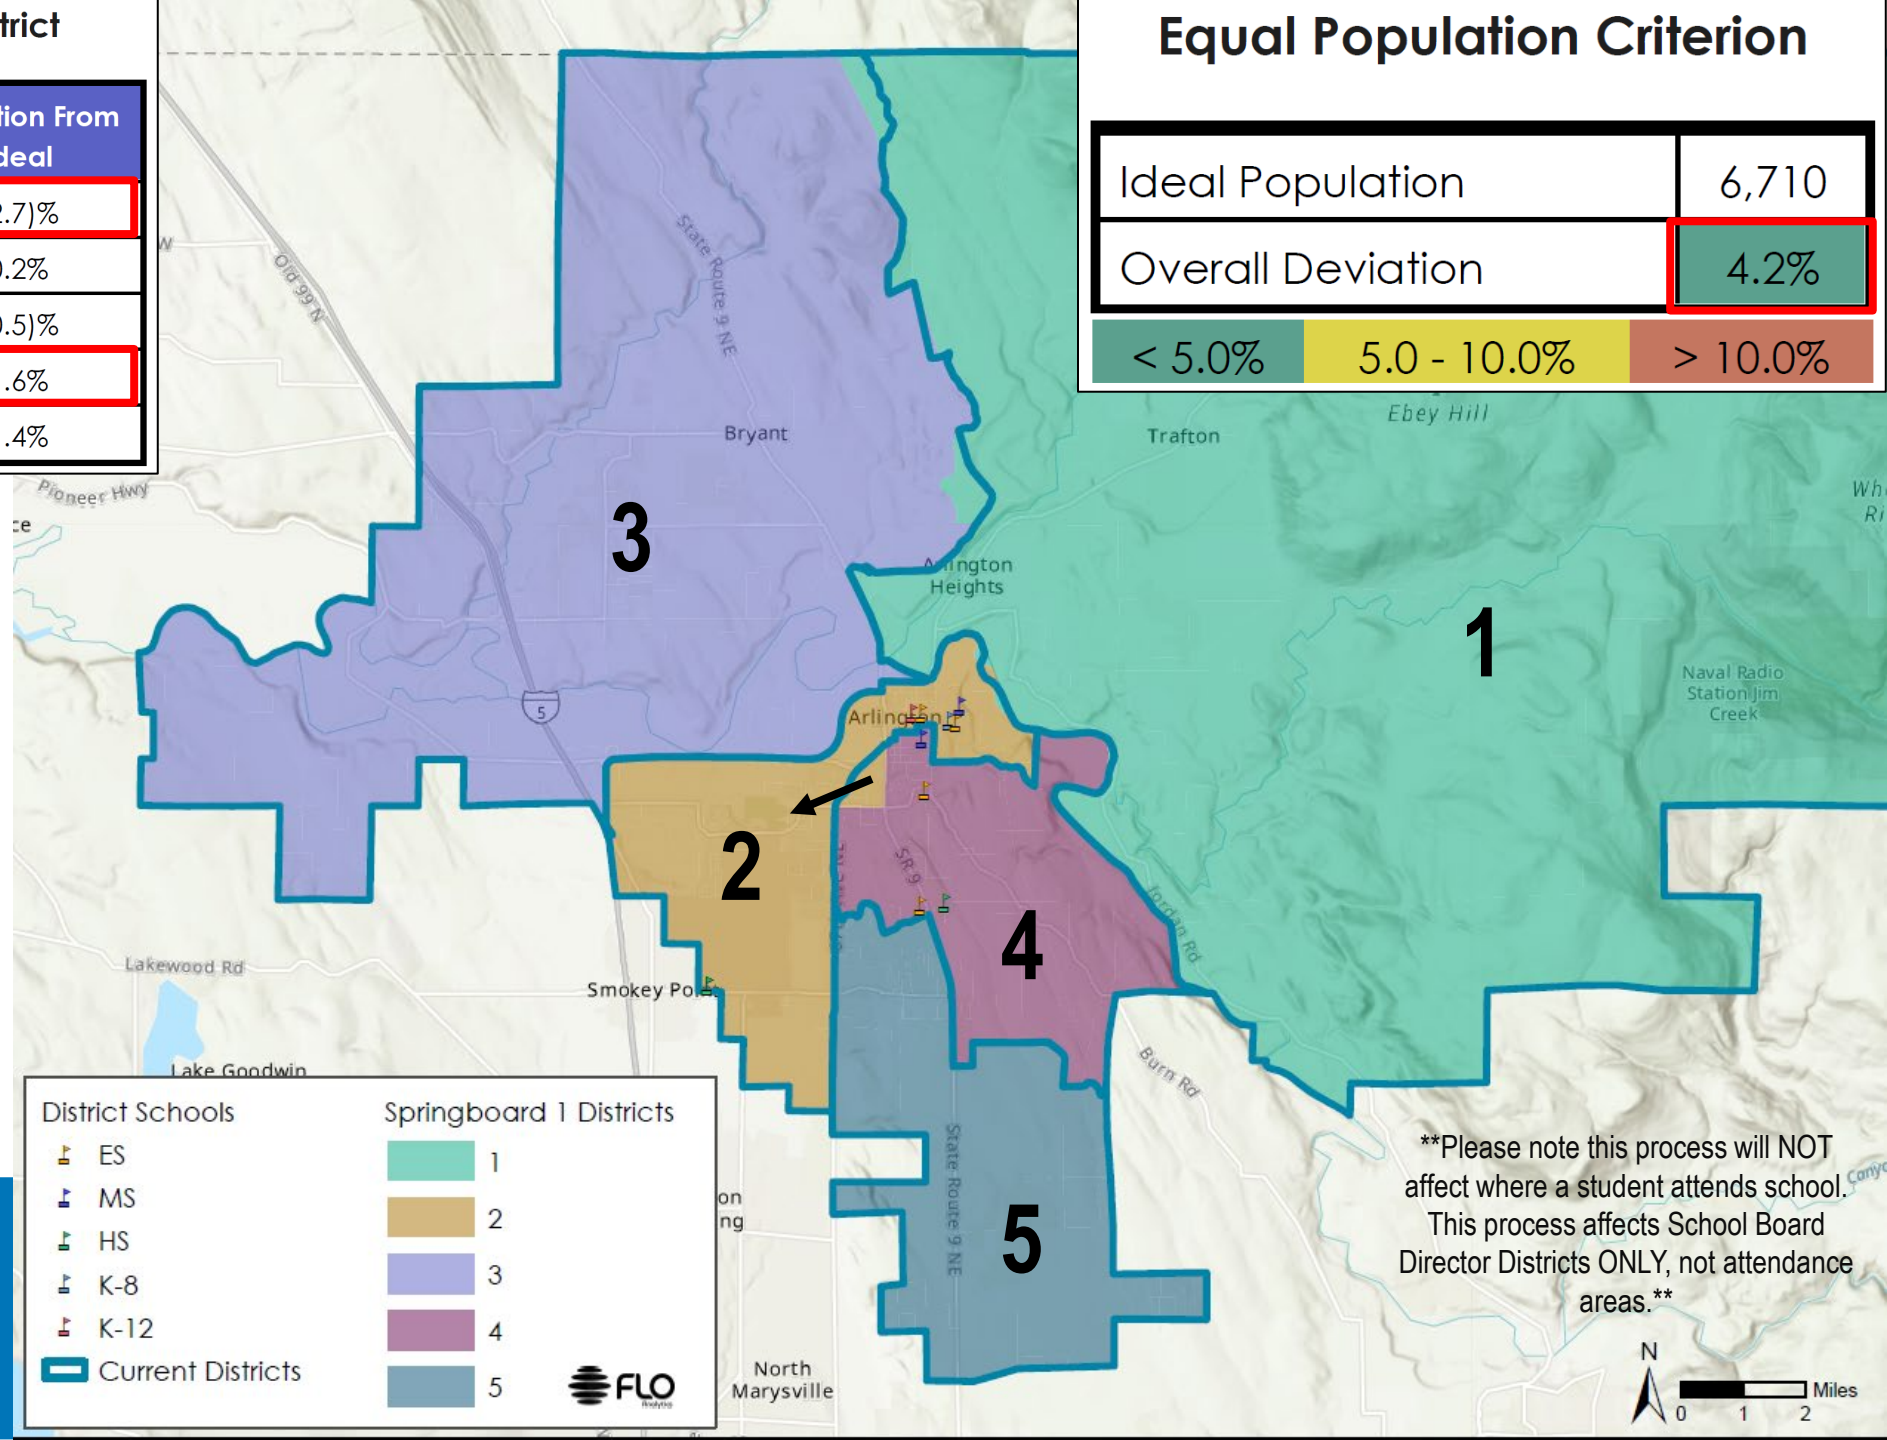 Equal Population Criterion
Ideal Population 6,710
Overall Deviation 4.2%
< 5.0% 5.0 - 10.0% > 10.0%
From
.7)%
.2%
.5)%
.6%
.4%
Old 99 N
State Route 9 NE
Pioneer Hwy
Bryant
Trafton
Ebey Hill
3
Heights
1
Naval Radio
Station Jim
Creek
5
Arlington
2
SR 9
4
Jordan Rd
Lakewood Rd
Smokey
Lake Goodwin
Burn Rd
State Route 9 NE
5
North
Marysville
District Schools
ES
MS
HS
K-8
K-12
Current Districts
Springboard 1 Districts
1
2
3
4
5
FLO
Analytics
**Please note this process will NOT
affect where a student attends school.
This process affects School Board
Director Districts ONLY, not attendance
areas.**
N
Miles
0 1 2